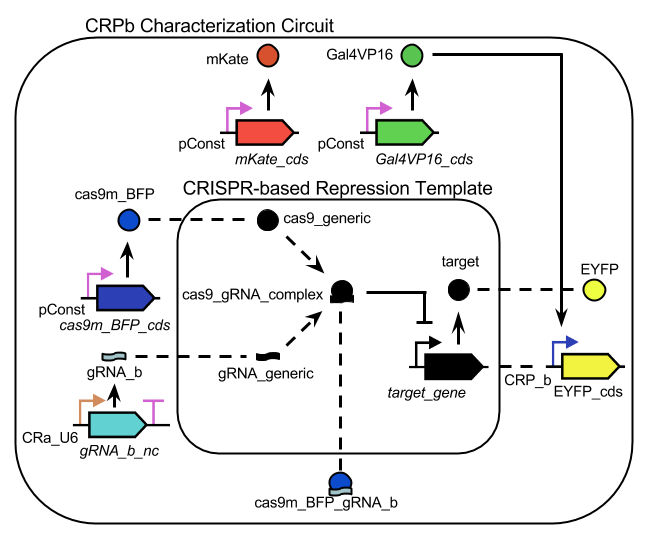 CRPb Characterization Circuit
mKate
Gal4VP16
pConst
mKate_cds
pConst
Gal4VP16_cds
CRISPR-based Repression Template
cas9m_BFP
cas9_generic
target
EYFP
cas9_gRNA_complex
pConst
cas9m_BFP_cds
gRNA_b
gRNA_generic
target_gene
CRP_b
EYFP_cds
CRa_U6
gRNA_b_nc
cas9m_BFP_gRNA_b